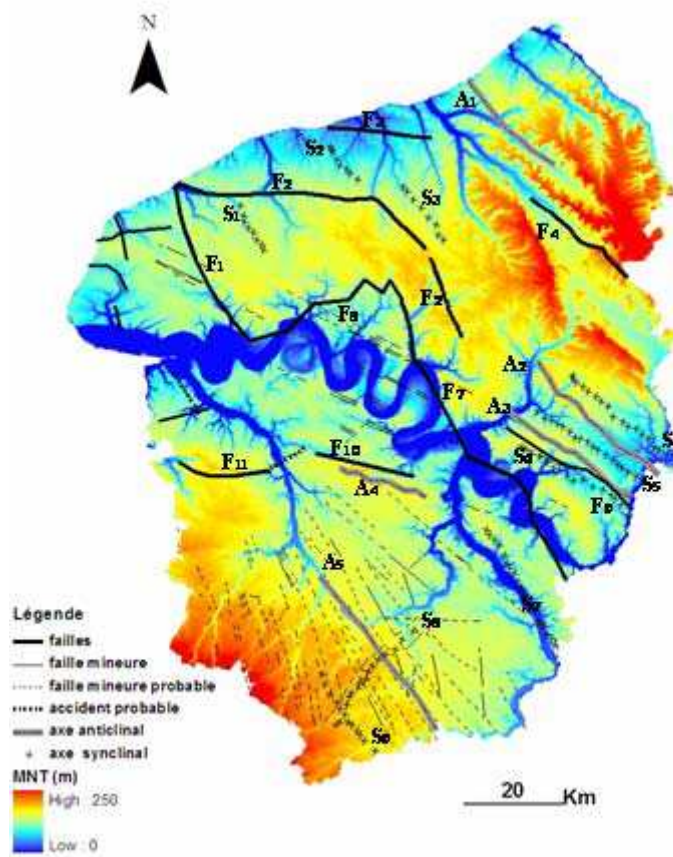 N
A1
F3
S2
F2
S3
S1
F4
F1
F2
F8
A2
F7
A3
S
S8
S5
F11
F10
F9
A4
A5
S7
S6
S9
Légende
failles
faille mineure
faille mineure probable
accident probable
axe anticlinal
axe synclinal
MNT (m)
High : 250
Low : 0
20 Km